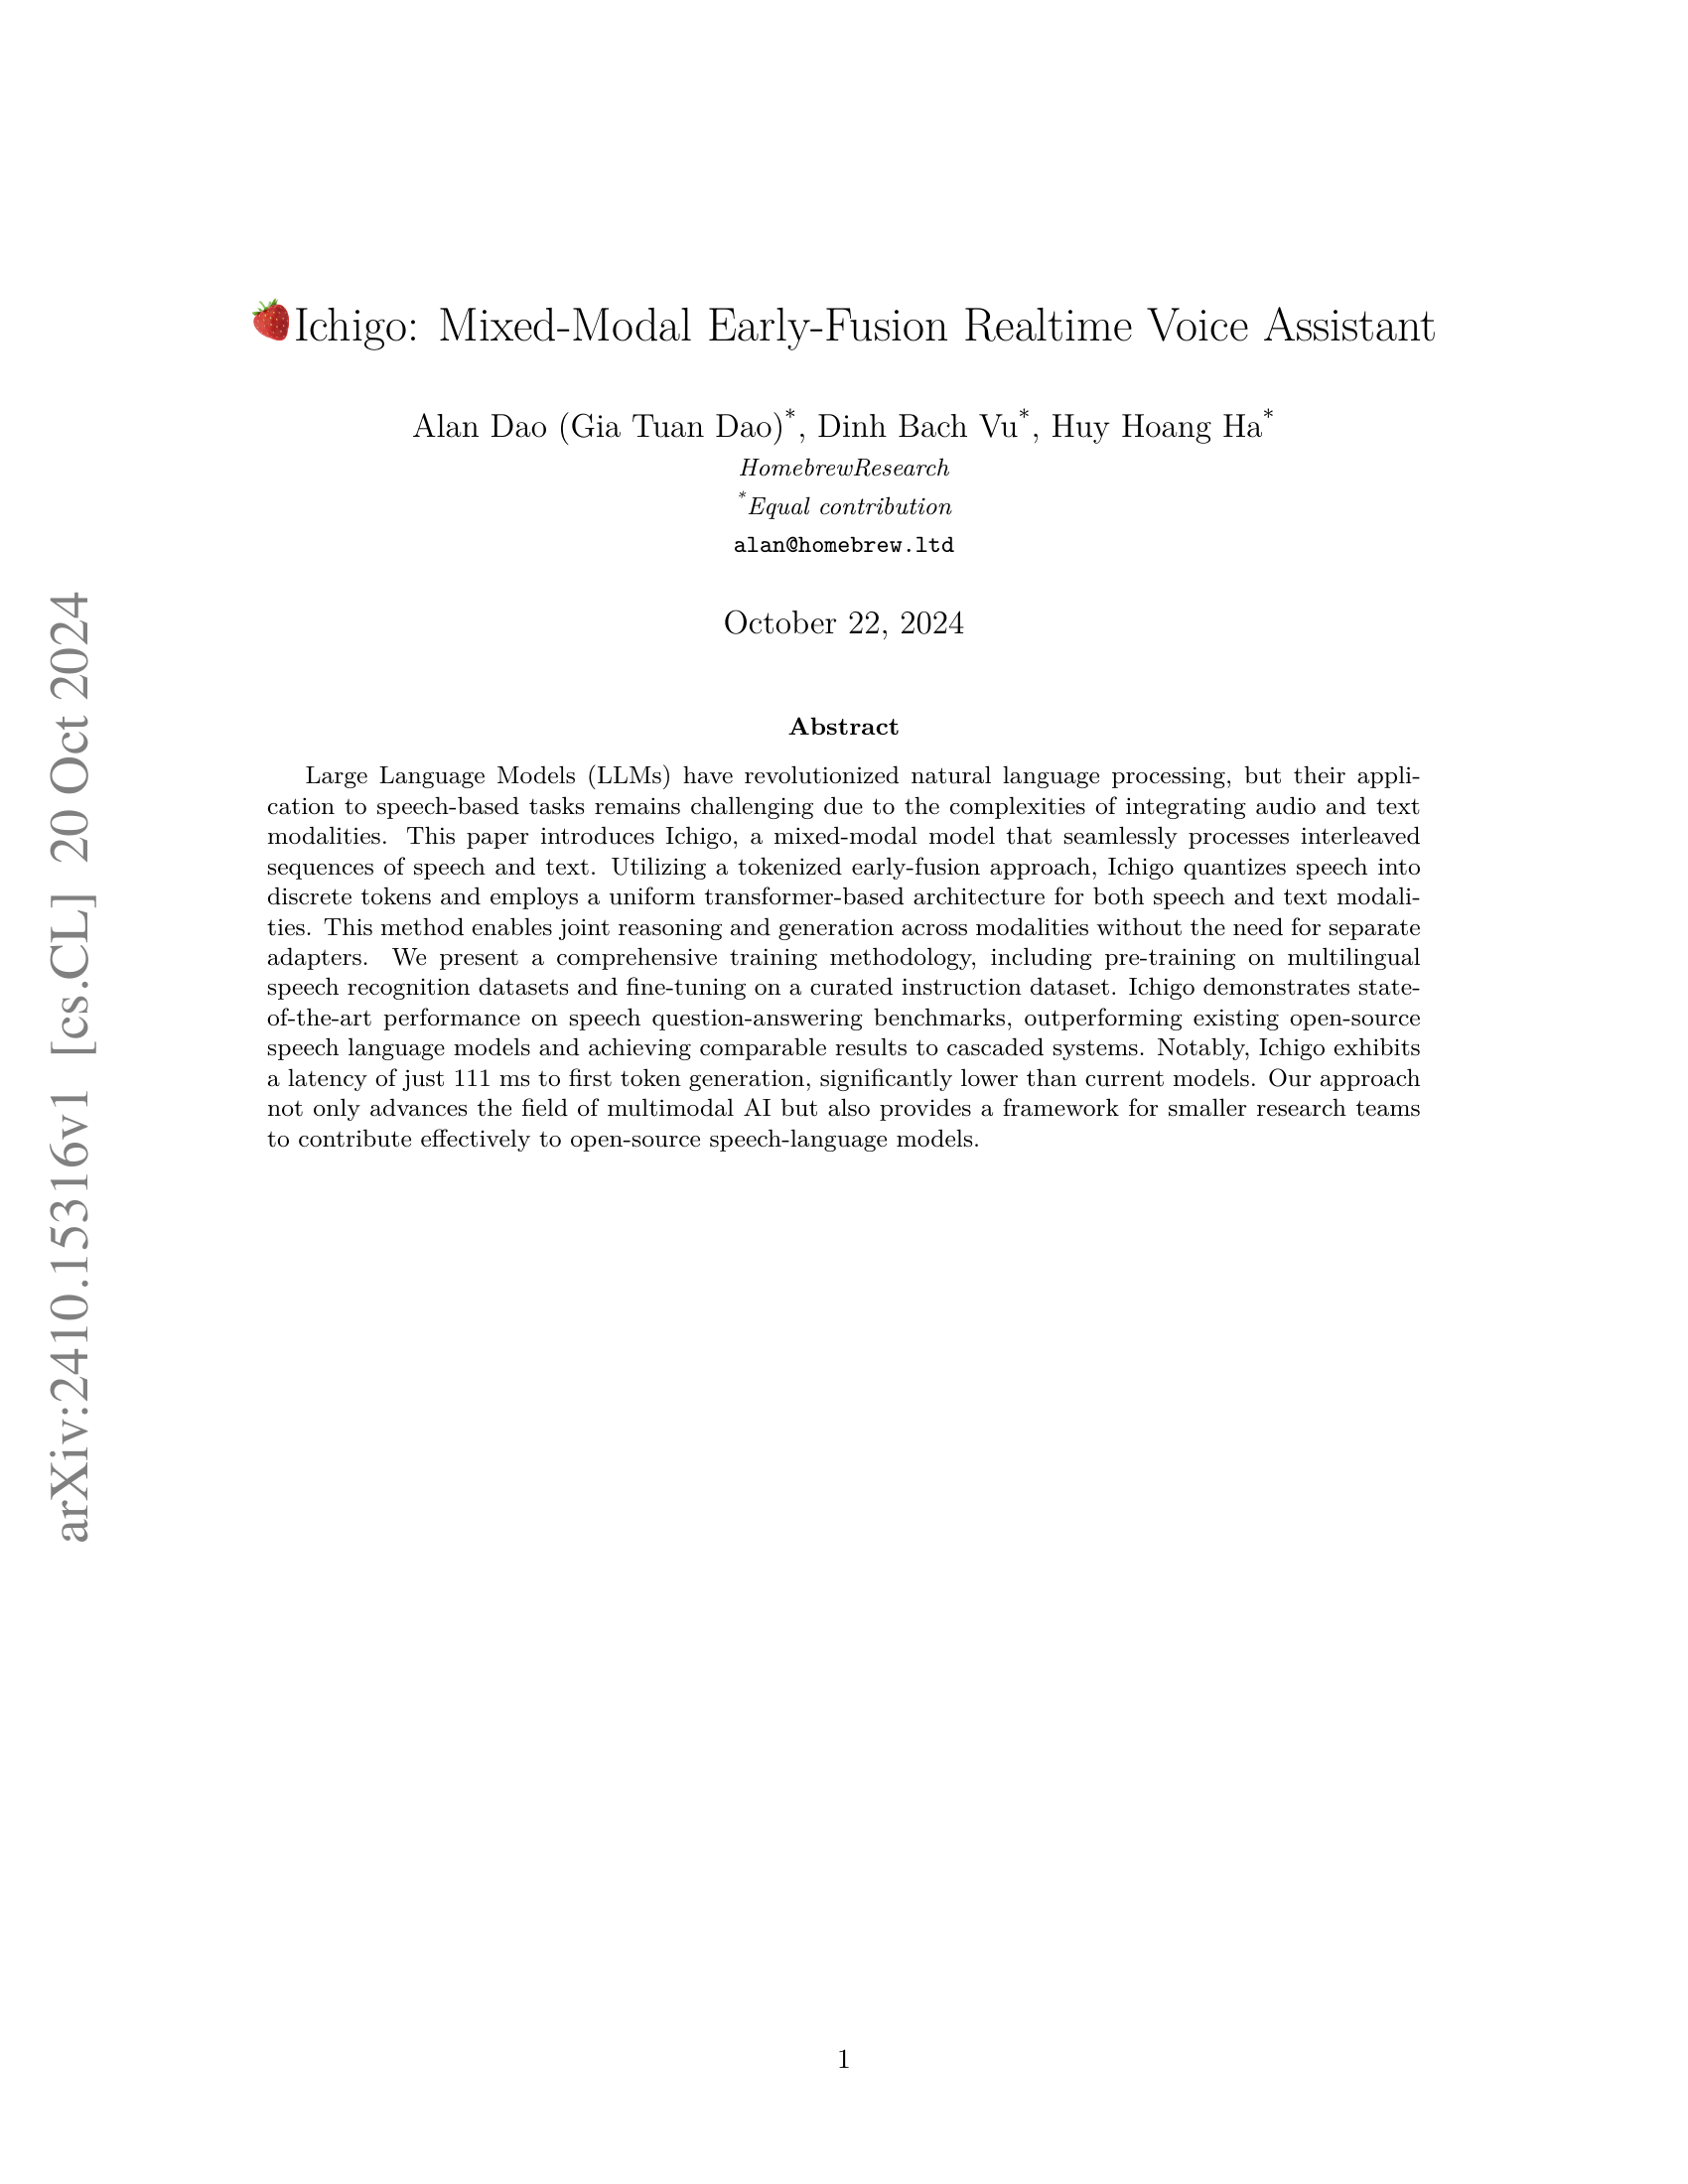 Ichigo: Mixed-Modal Early-Fusion Realtime Voice Assistant
Alan Dao (Gia Tuan Dao)*, Dinh Bach Vu*, Huy Hoang Ha*
HomebrewResearch
*Equal contribution
alan@homebrew.ltd
October 22, 2024
Abstract
Large Language Models (LLMs) have revolutionized natural language processing, but their appli-
cation to speech-based tasks remains challenging due to the complexities of integrating audio and text
modalities. This paper introduces Ichigo, a mixed-modal model that seamlessly processes interleaved
sequences of speech and text. Utilizing a tokenized early-fusion approach, Ichigo quantizes speech into
discrete tokens and employs a uniform transformer-based architecture for both speech and text modali-
ties. This method enables joint reasoning and generation across modalities without the need for separate
adapters. We present a comprehensive training methodology, including pre-training on multilingual
speech recognition datasets and fine-tuning on a curated instruction dataset. Ichigo demonstrates state-
of-the-art performance on speech question-answering benchmarks, outperforming existing open-source
speech language models and achieving comparable results to cascaded systems. Notably, Ichigo exhibits
a latency of just 111 ms to first token generation, significantly lower than current models. Our approach
not only advances the field of multimodal AI but also provides a framework for smaller research teams
to contribute effectively to open-source speech-language models.
arXiv:2410.15316v1 [cs.CL] 20 Oct 2024
1